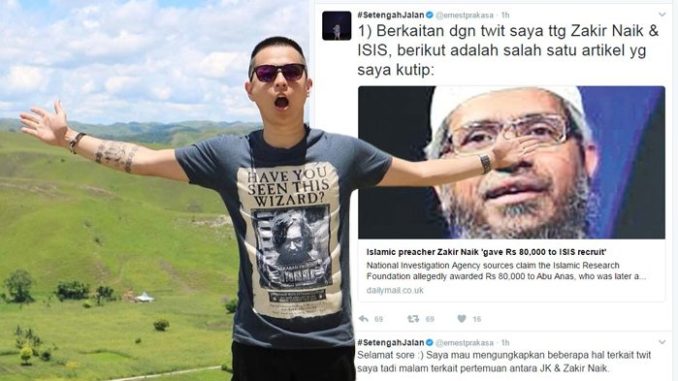 HAVE YOU
SEEN THIS
WIZARD?
#SetengahJalan @ernestprakasa · 1h
1) Berkaitan dgn twit saya ttg Zakir Naik &
ISIS, berikut adalah salah satu artikel yg
saya kutip:
Islamic preacher Zakir Naik 'gave Rs 80,000 to ISIS recruit'
National Investigation Agency sources claim the Islamic Research
Foundation allegedly awarded Rs 80,000 to Abu Anas, who was later a...
dailymail.co.uk
69 64 16
#SetengahJalan @ernestprakasa · 1h
Selamat sore :) Saya mau mengungkapkan beberapa hal terkait twit
saya tadi malam terkait pertemuan antara JK & Zakir Naik.